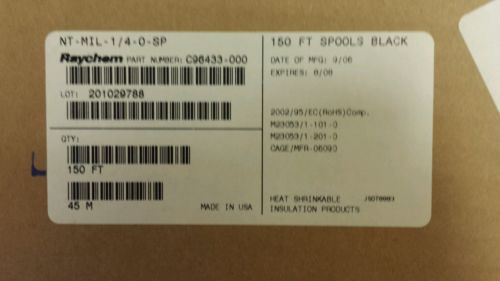 NT-MIL-1/4-0-SP
Raychem PART NUMBER: C96433-000
LOT: 201029788
QTY:
150 FT
45 M
MADE IN USA
150 FT SPOOLS BLACK
DATE OF MFG: 9/06
EXPIRES: 8/08
2002/95/EC(RoHS)Comp.
M23053/1-101-0
M23053/1-201-0
CAGE/MFR-06090
HEAT SHRINKABLE
INSULATION PRODUCTS